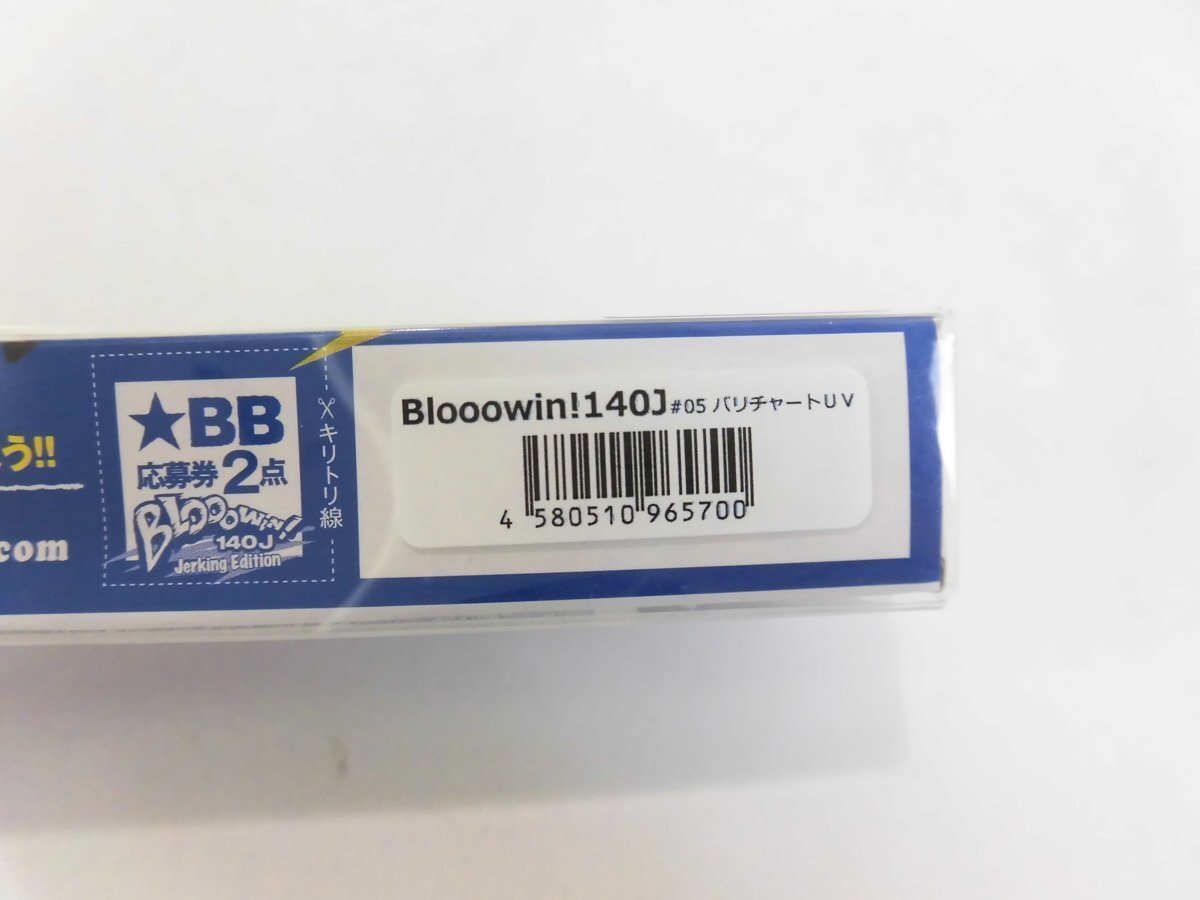 う!!
.com
★BB
応募券2点
Blooowin!
140J
Jerking Edition
キリトリ線
Blooowin!140J #05 バリチャートUV
4 580510 965700